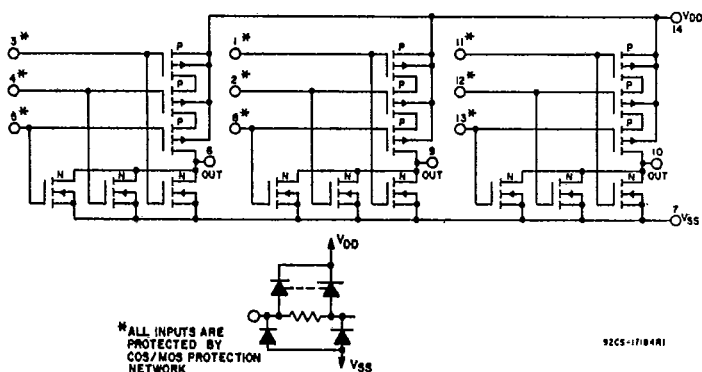 VDD
14
3*
1*
11*
P
P
P
4*
2*
12*
P
P
P
5*
8*
13*
P
P
P
6
OUT
9
OUT
10
OUT
N
N
N
N
N
N
N
N
N
7
VSS
VDD
*ALL INPUTS ARE
PROTECTED BY
COS/MOS PROTECTION
NETWORK
VSS
92CS-17184R1